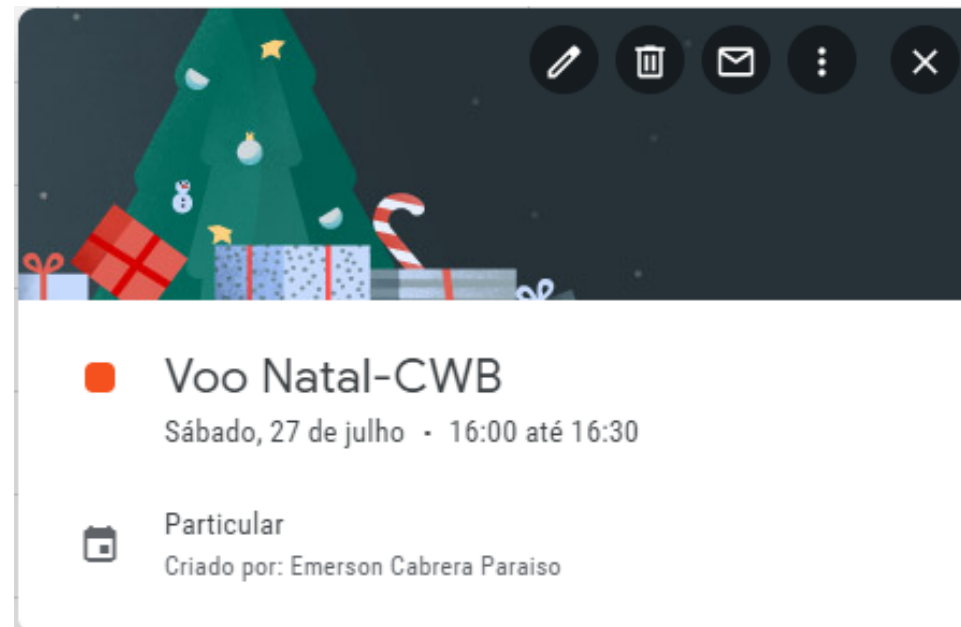 Voo Natal-CWB
Sábado, 27 de julho • 16:00 até 16:30
Particular
Criado por: Emerson Cabrera Paraiso